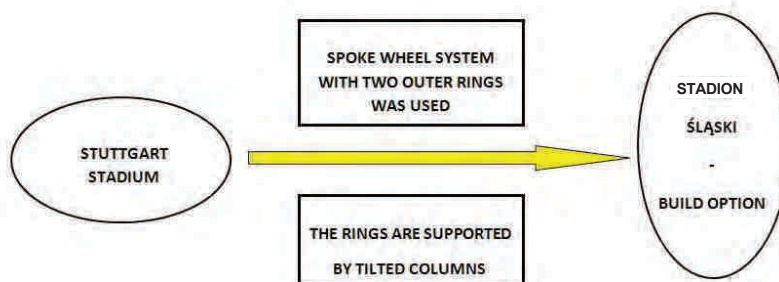 SPOKE WHEEL SYSTEM
WITH TWO OUTER RINGS
WAS USED
STUTTGART
STADIUM
STADION
ŚLĄSKI
-
BUILD OPTION
THE RINGS ARE SUPPORTED
BY TILTED COLUMNS